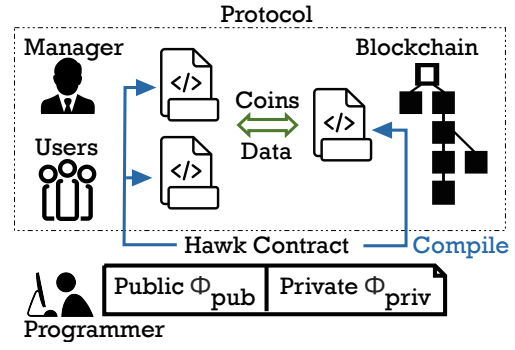 Protocol
Manager
Blockchain
</>
Coins
</>
Users
Data
</>
Hawk Contract
Compile
Public Φpub
Private Φpriv
Programmer